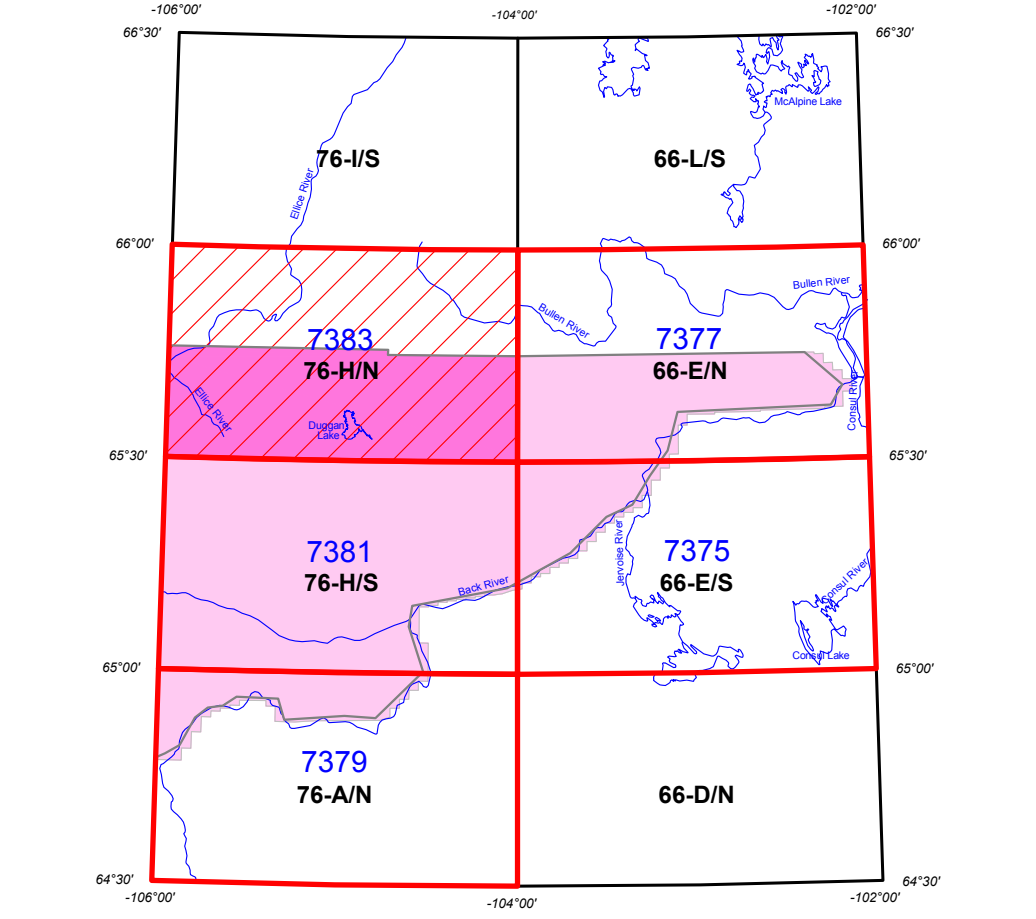 -106°00'
-104°00'
-102°00'
66°30'
66°30'
McAlpine Lake
76-I/S
66-L/S
Ellice River
66°00'
66°00'
Bullen River
Bullen River
7383
76-H/N
7377
66-E/N
Ellice River
Duggan
Lake
Consul River
65°30'
65°30'
Jervoise River
7381
76-H/S
7375
66-E/S
Back River
Consul River
Consul Lake
65°00'
65°00'
7379
76-A/N
66-D/N
64°30'
64°30'
-106°00'
-104°00'
-102°00'